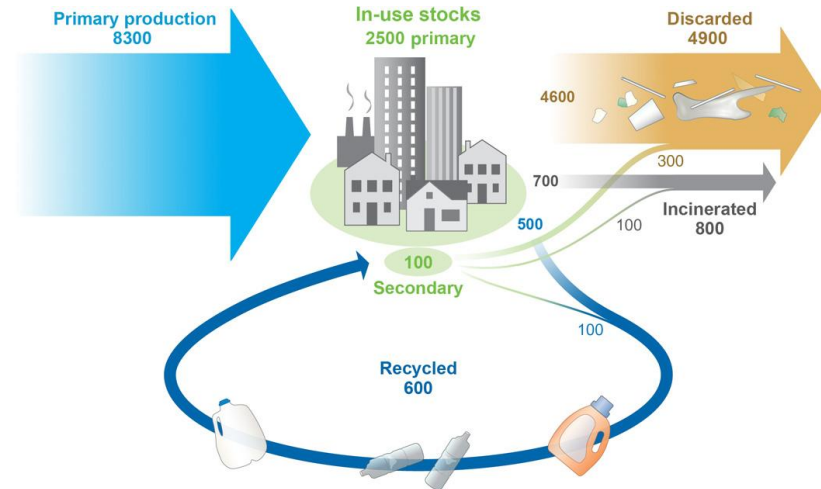 Primary production
8300
In-use stocks
2500 primary
Discarded
4900
4600
300
700
Incinerated
800
500
100
100
Secondary
100
Recycled
600